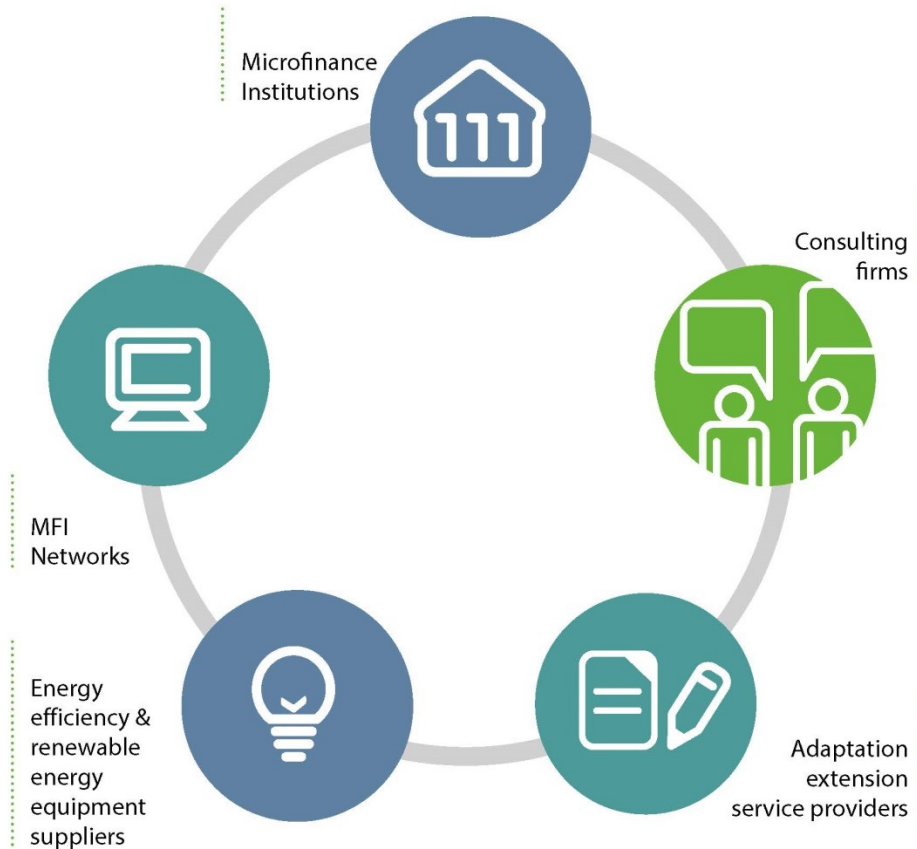 Microfinance
Institutions
Consulting
firms
MFI
Networks
Energy
efficiency &
renewable
energy
equipment
suppliers
Adaptation
extension
service providers